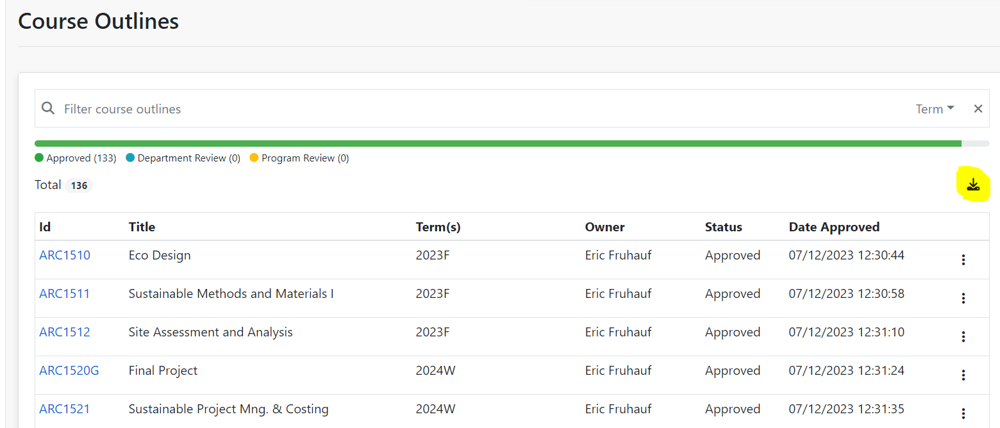 Course Outlines
Filter course outlines Term
Approved (133) Department Review (0) Program Review (0)
Total 136
Id Title Term(s) Owner Status Date Approved
ARC1510 Eco Design 2023F Eric Fruhauf Approved 07/12/2023 12:30:44
ARC1511 Sustainable Methods and Materials I 2023F Eric Fruhauf Approved 07/12/2023 12:30:58
ARC1512 Site Assessment and Analysis 2023F Eric Fruhauf Approved 07/12/2023 12:31:10
ARC1520G Final Project 2024W Eric Fruhauf Approved 07/12/2023 12:31:24
ARC1521 Sustainable Project Mng. & Costing 2024W Eric Fruhauf Approved 07/12/2023 12:31:35